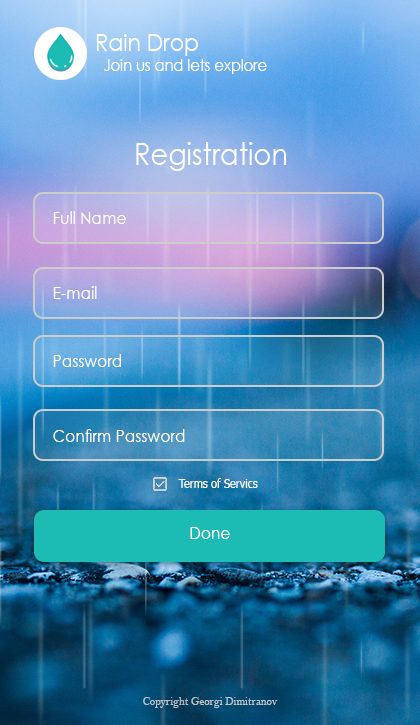 Rain Drop
Join us and lets explore
Registration
Full Name
E-mail
Password
Confirm Password
Terms of Servics
Done
Copyright Georgi Dimitranov